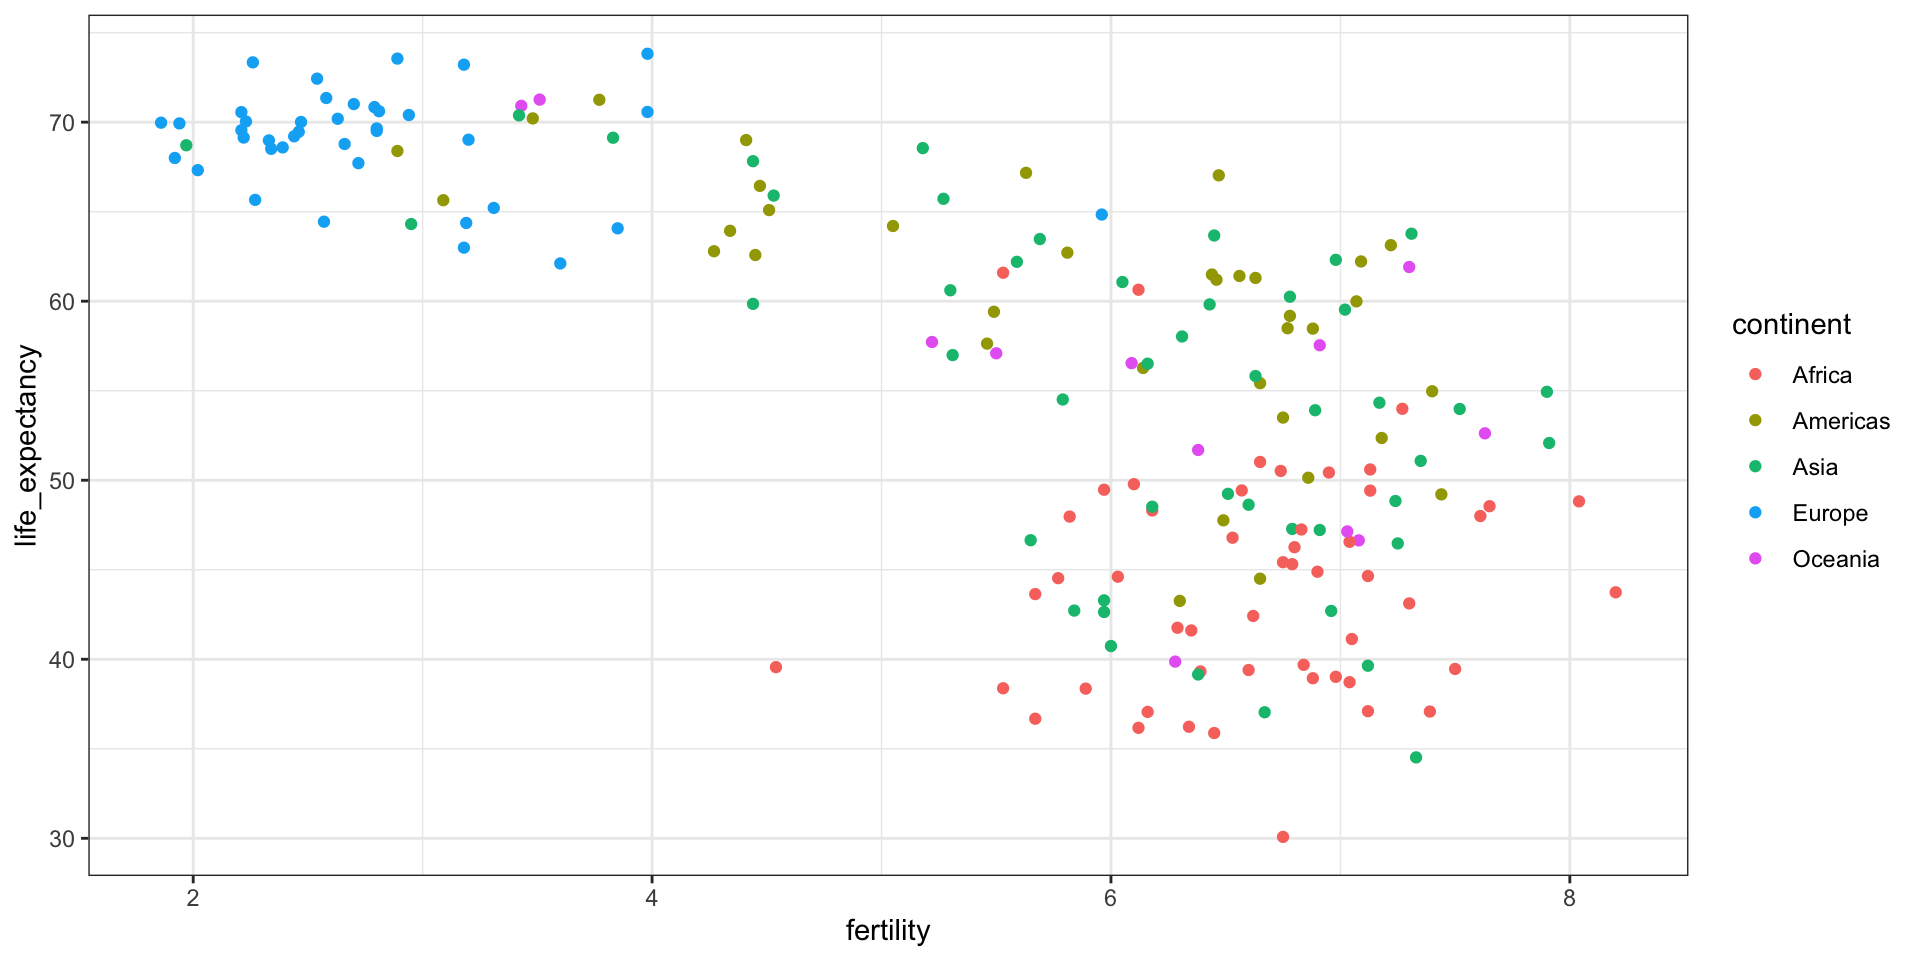 life_expectancy
70
60
50
40
30
2 4 6 8
fertility
continent
Africa
Americas
Asia
Europe
Oceania